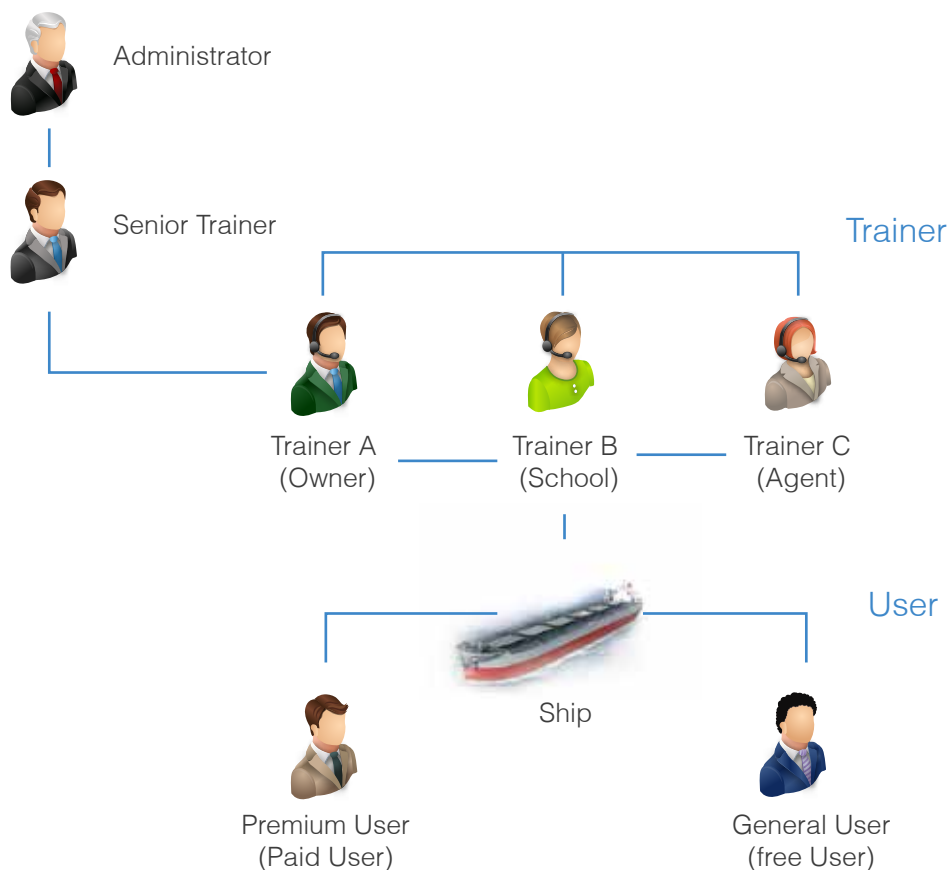 Administrator
Senior Trainer
Trainer
Trainer A
(Owner)
Trainer B
(School)
Trainer C
(Agent)
User
Ship
Premium User
(Paid User)
General User
(free User)